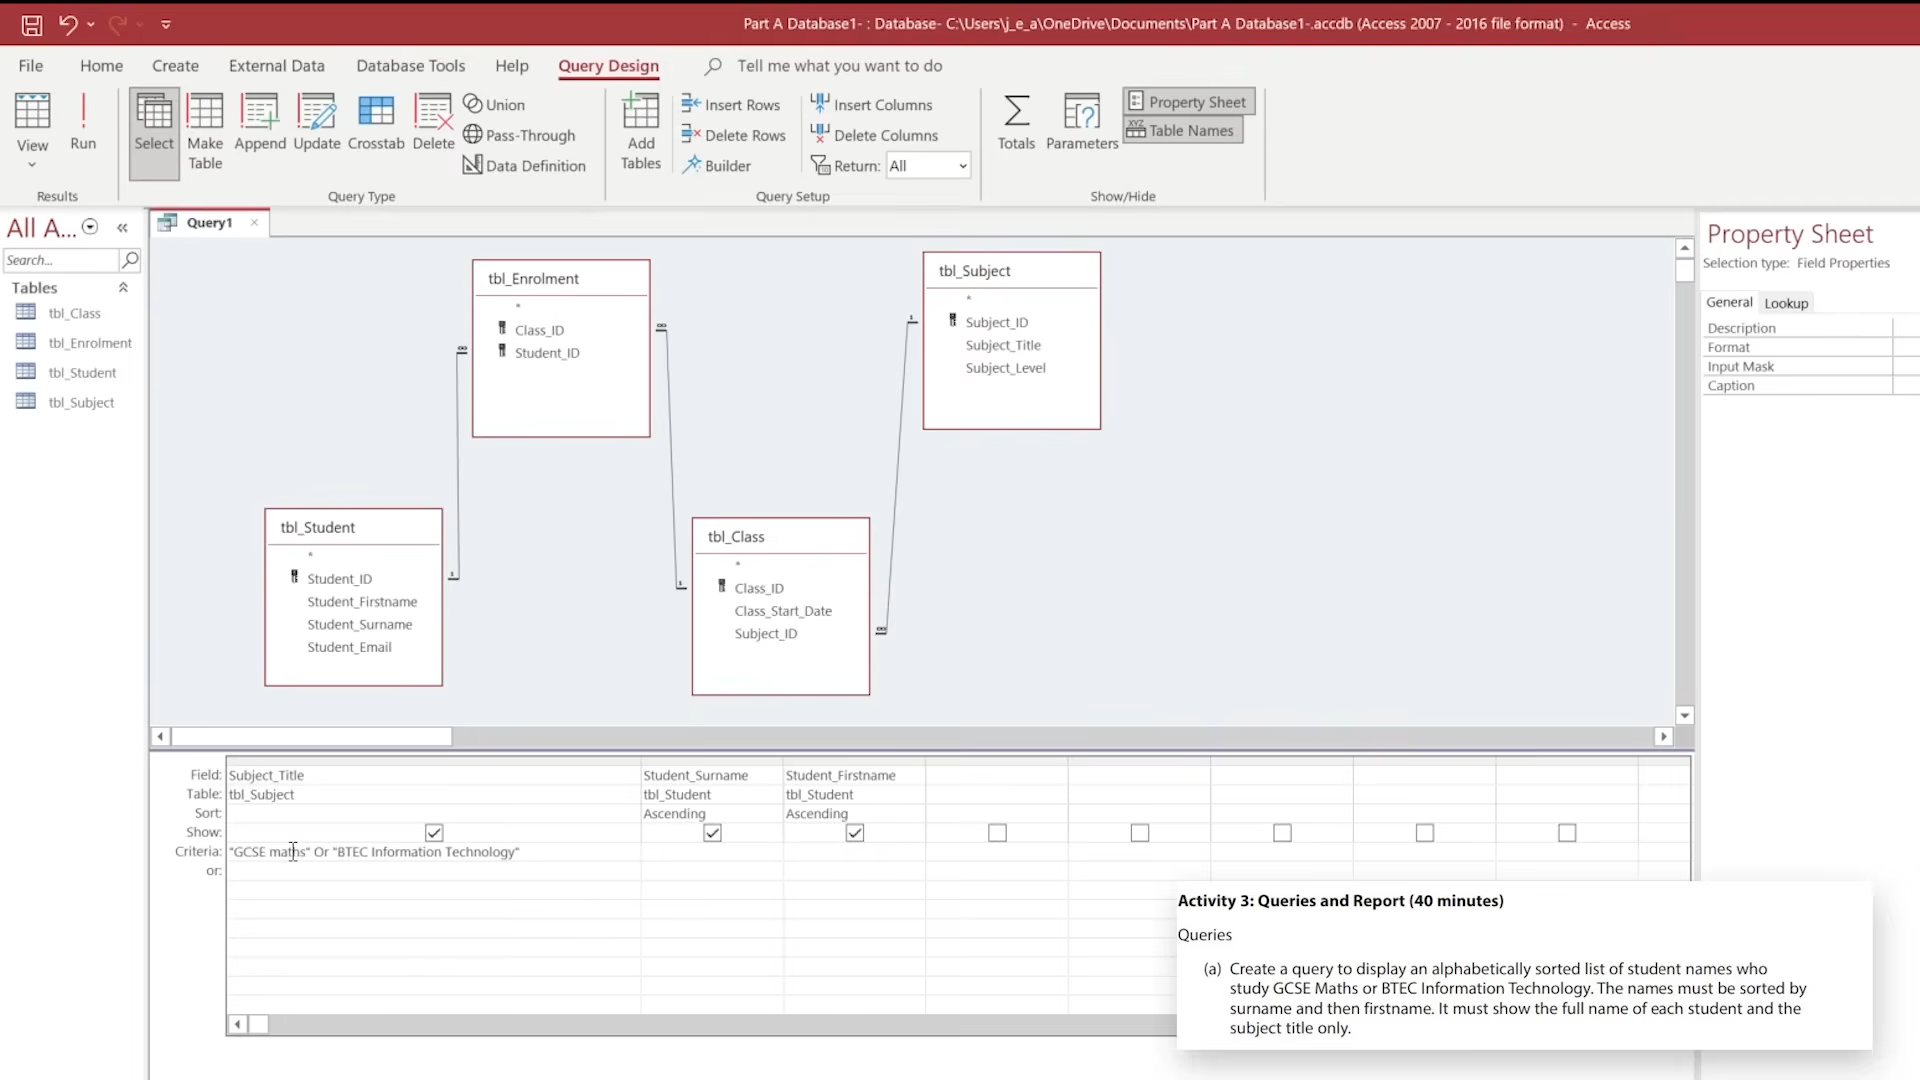 Part A Database1- : Database- C:\Users\j_e_a\OneDrive\Documents\Part A Database1-.accdb (Access 2007 - 2016 file format) - Access
File Home Create External Data Database Tools Help Query Design Tell me what you want to do
View
Run
Results
Select
Make Table
Append
Update
Crosstab
Delete
Union
Pass-Through
Data Definition
Query Type
Add Tables
Insert Rows
Delete Rows
Builder
Insert Columns
Delete Columns
Return: All
Query Setup
Totals
Parameters
Property Sheet
Table Names
Show/Hide
All A...
Search...
Tables
tbl_Class
tbl_Enrolment
tbl_Student
tbl_Subject
Query1
tbl_Enrolment
*
Class_ID
Student_ID
tbl_Subject
*
Subject_ID
Subject_Title
Subject_Level
tbl_Student
*
Student_ID
Student_Firstname
Student_Surname
Student_Email
tbl_Class
*
Class_ID
Class_Start_Date
Subject_ID
∞
1
∞
1
∞
1
Property Sheet
Selection type: Field Properties
General Lookup
Description
Format
Input Mask
Caption
Field: Subject_Title Student_Surname Student_Firstname
Table: tbl_Subject tbl_Student tbl_Student
Sort: Ascending Ascending
Show:
Criteria: "GCSE maths" Or "BTEC Information Technology"
or:
Activity 3: Queries and Report (40 minutes)
Queries
(a) Create a query to display an alphabetically sorted list of student names who
study GCSE Maths or BTEC Information Technology. The names must be sorted by
surname and then firstname. It must show the full name of each student and the
subject title only.